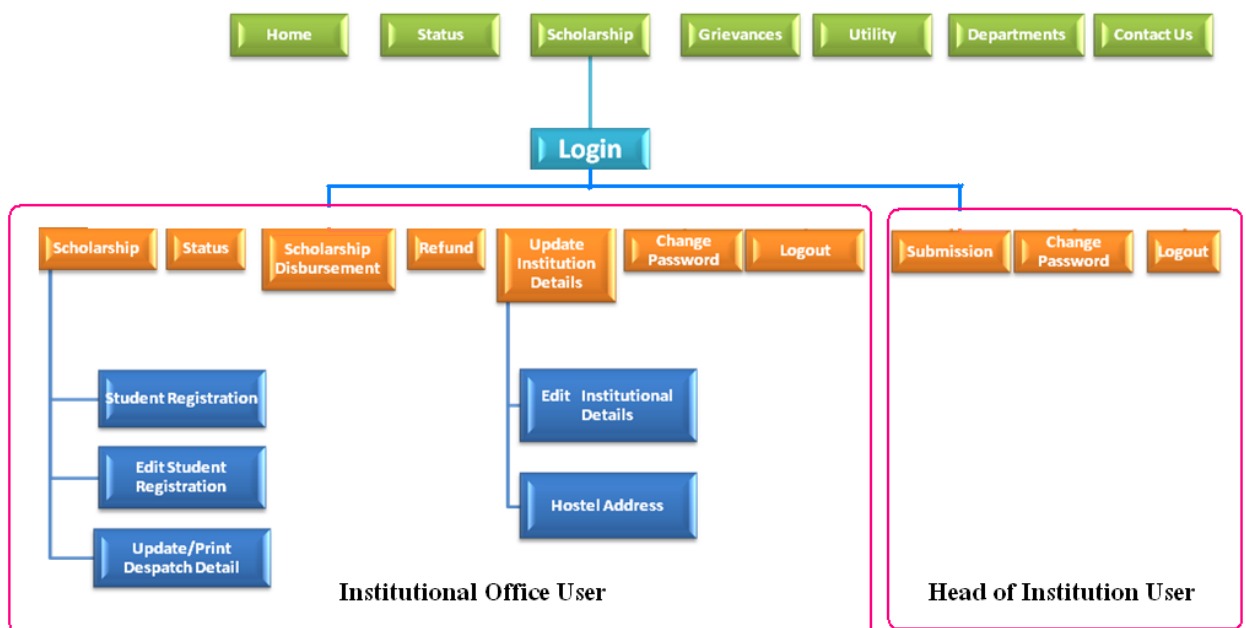 Home
Status
Scholarship
Grievances
Utility
Departments
Contact Us
Login
Scholarship
Status
Scholarship
Disbursement
Refund
Update
Institution
Details
Change
Password
Logout
Submission
Change
Password
Logout
Student Registration
Edit Student
Registration
Update/Print
Despatch Detail
Edit Institutional
Details
Hostel Address
Institutional Office User
Head of Institution User